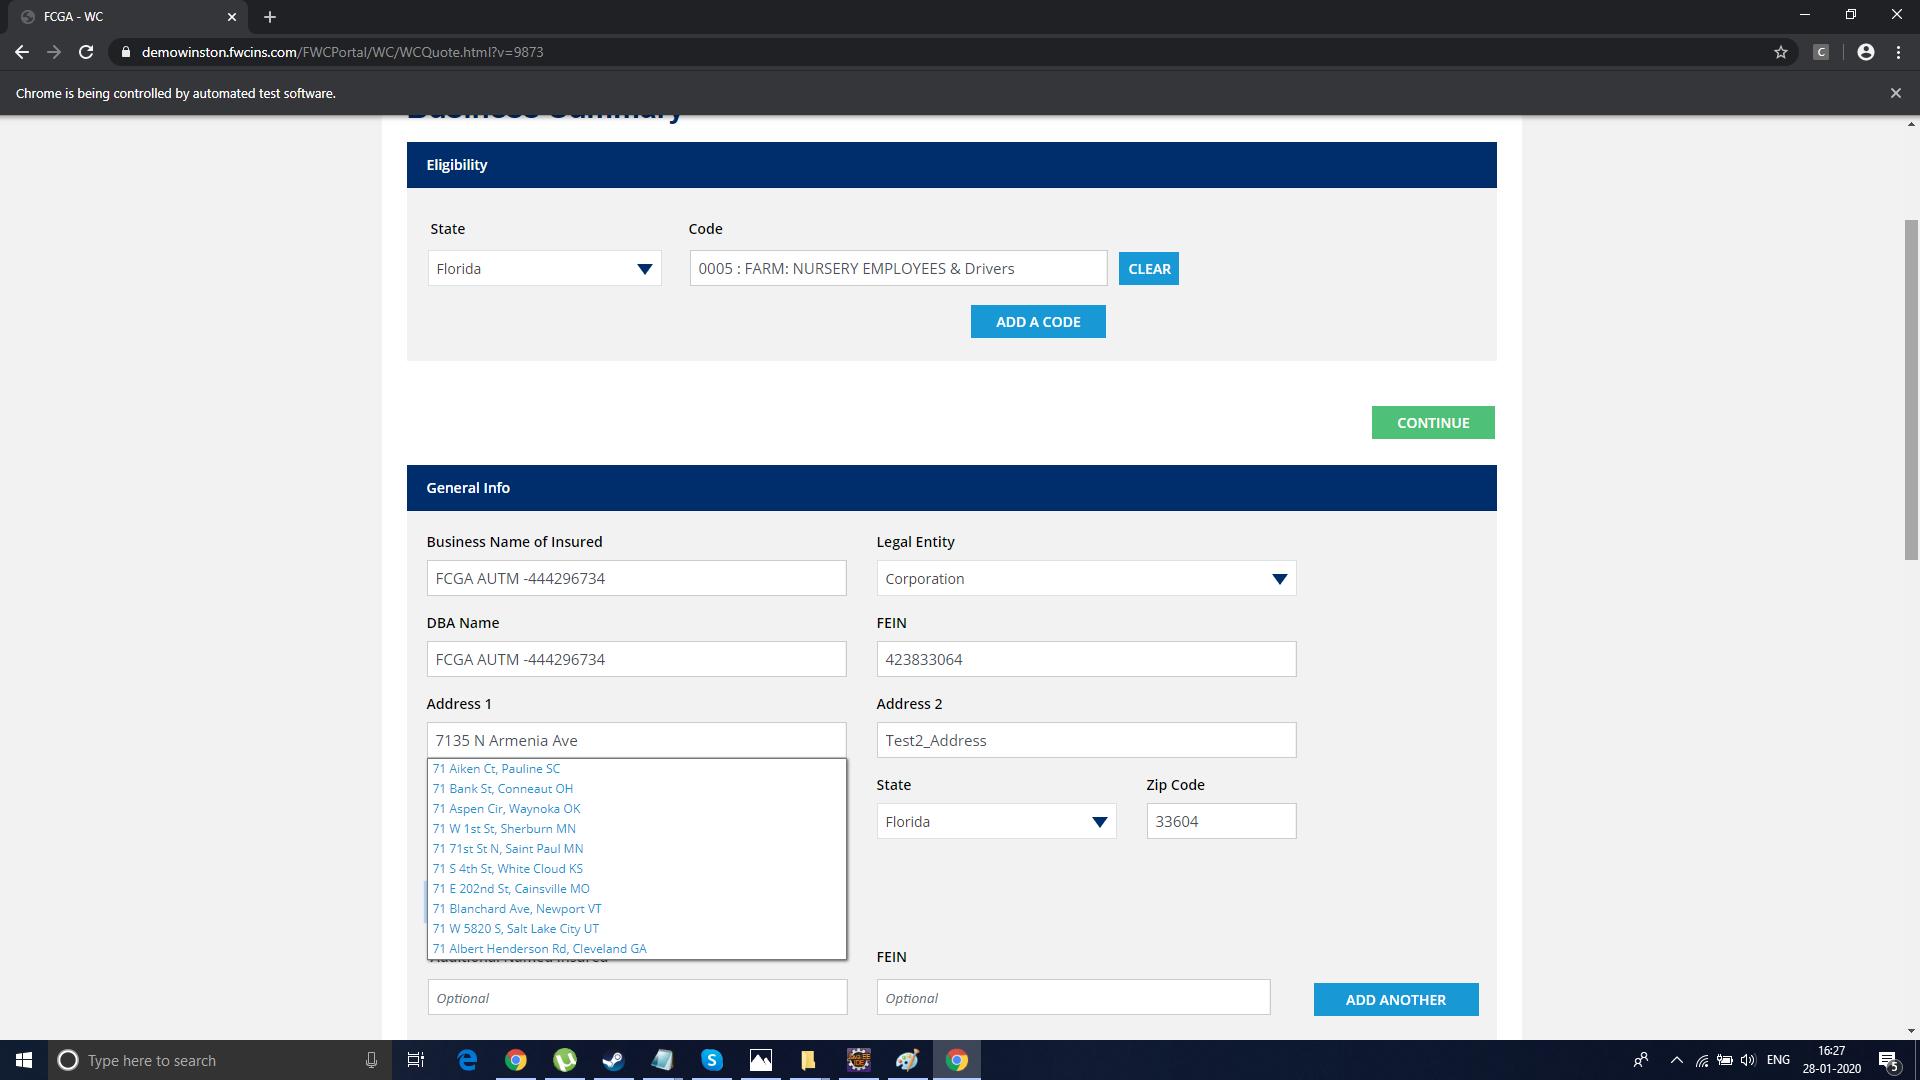 FCGA - WC
demowinston.fwcins.com/FWCPortal/WC/WCQuote.html?v=9873
C
Chrome is being controlled by automated test software.
Business Summary
Eligibility
State
Code
Florida
0005 : FARM: NURSERY EMPLOYEES & Drivers
CLEAR
ADD A CODE
CONTINUE
General Info
Business Name of Insured
Legal Entity
FCGA AUTM -444296734
Corporation
DBA Name
FEIN
FCGA AUTM -444296734
423833064
Address 1
Address 2
7135 N Armenia Ave
Test2_Address
71 Aiken Ct, Pauline SC
71 Bank St, Conneaut OH
71 Aspen Cir, Waynoka OK
71 W 1st St, Sherburn MN
71 71st St N, Saint Paul MN
71 S 4th St, White Cloud KS
71 E 202nd St, Cainsville MO
71 Blanchard Ave, Newport VT
71 W 5820 S, Salt Lake City UT
71 Albert Henderson Rd, Cleveland GA
State
Zip Code
Florida
33604
Additional Named Insured
FEIN
Optional
Optional
ADD ANOTHER
Type here to search
ENG
16:27
28-01-2020
5